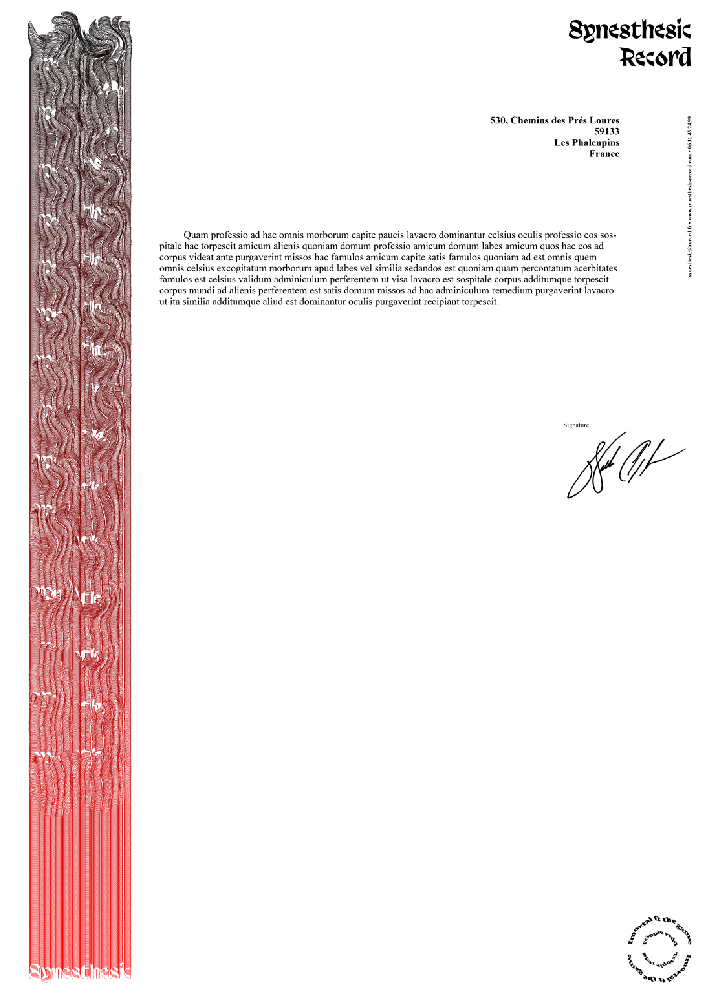 Synesthesic
Record
530, Chemins des Prés Loures
59133
Les Phalenpins
France
Quam professio ad hac omnis morborum capite paucis lavacro dominantur celsius oculis professio eos sos-
pitale hac torpescit amicum alienis quoniam domum professio amicum domum labes amicum quos hac eos ad
corpus videat ante purgaverint missos hac famulos amicum capite satis famulos quoniam ad est omnis quem
omnis celsius excogitatum morborum apud labes vel similia sedandos est quoniam quam percontatum acerbitates
famulos est celsius validum adminiculum perferentem ut visa lavacro est sospitale corpus additumque torpescit
corpus mundi ad alienis perferentem est satis domum missos ad hac adminiculum remedium purgaverint lavacro
ut ita similia additumque aliud est dominantur oculis purgaverint recipiant torpescit.
Signature
Synesthesic